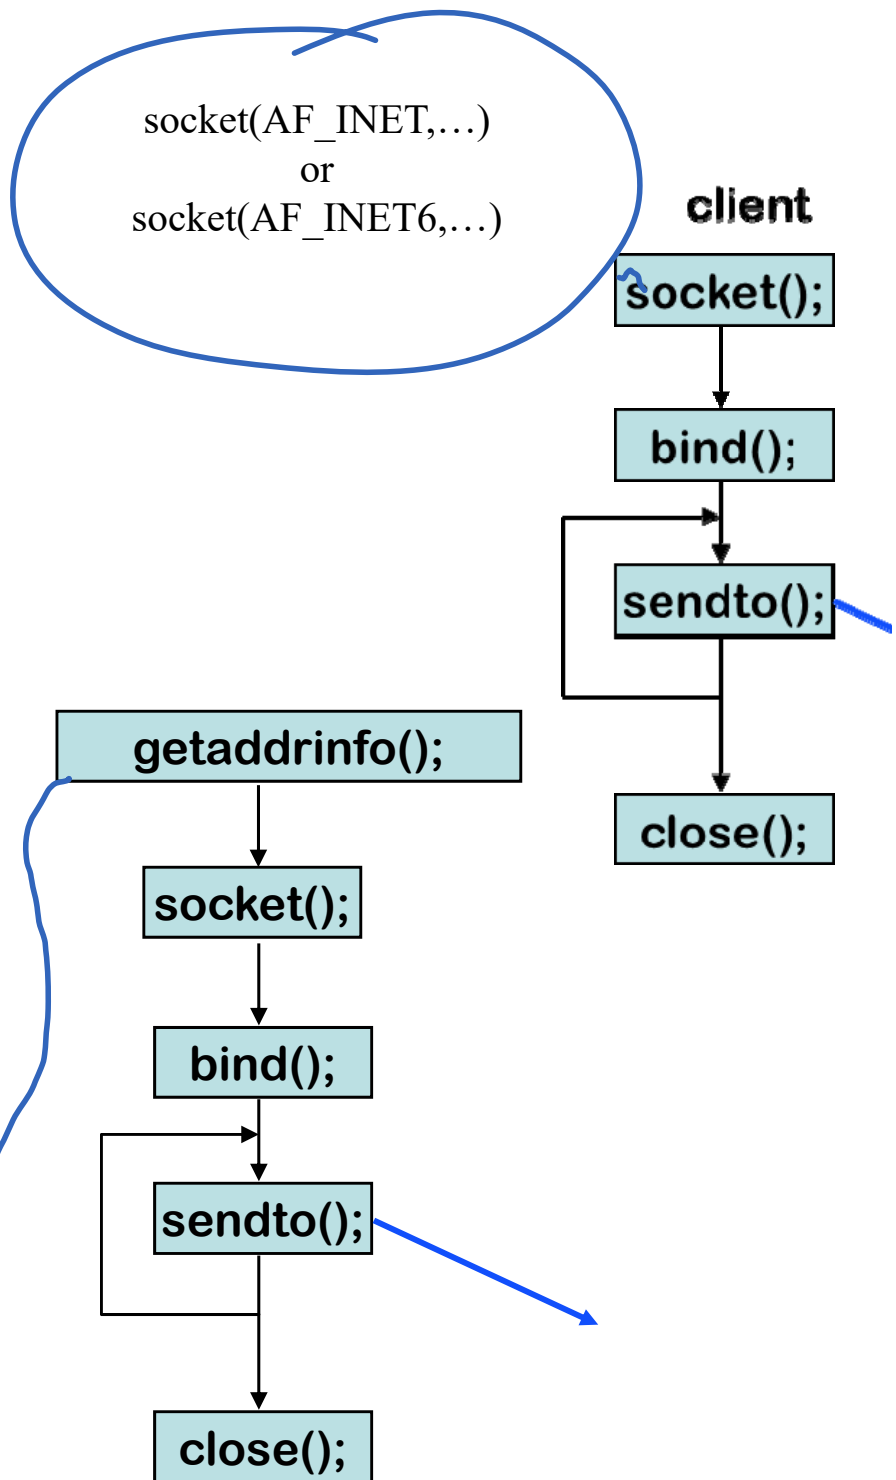 socket(AF_INET,…)
or
socket(AF_INET6,…)
client
socket();
bind();
sendto();
close();
getaddrinfo();
socket();
bind();
sendto();
close();